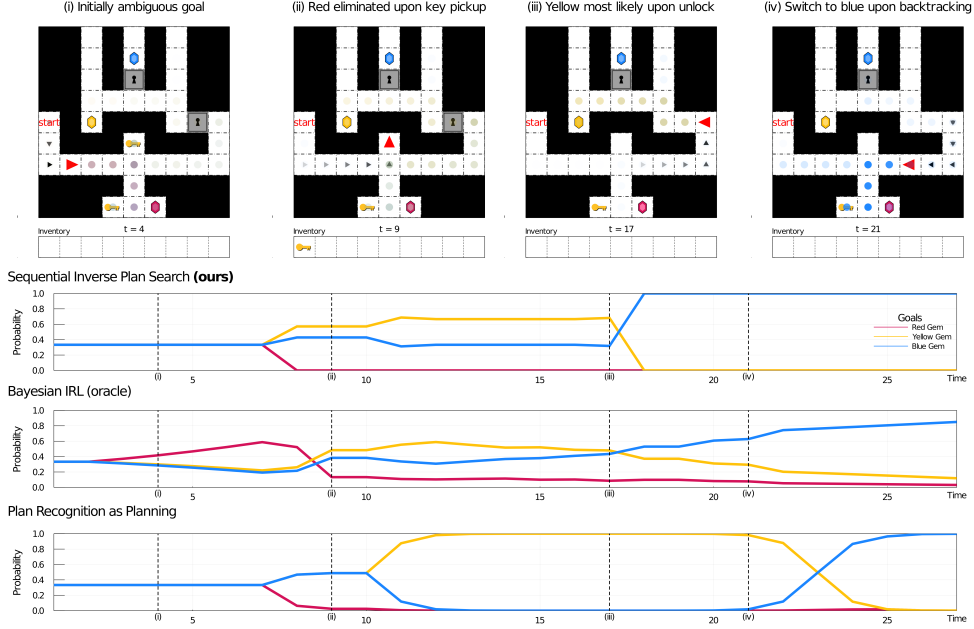 (i) Initially ambiguous goal
(ii) Red eliminated upon key pickup
(iii) Yellow most likely upon unlock
(iv) Switch to blue upon backtracking
start
start
start
start
Inventory
t = 4
Inventory
t = 9
Inventory
t = 17
Inventory
t = 21
Sequential Inverse Plan Search (ours)
Probability
1.0
0.8
0.6
0.4
0.2
0.0
Goals
Red Gem
Yellow Gem
Blue Gem
(i)
5
(ii)
10
15
(iii)
20
(iv)
25
Time
Bayesian IRL (oracle)
Probability
1.0
0.8
0.6
0.4
0.2
0.0
(i)
5
(ii)
10
15
(iii)
20
(iv)
25
Time
Plan Recognition as Planning
Probability
1.0
0.8
0.6
0.4
0.2
0.0
(i)
5
(ii)
10
15
(iii)
20
(iv)
25
Time